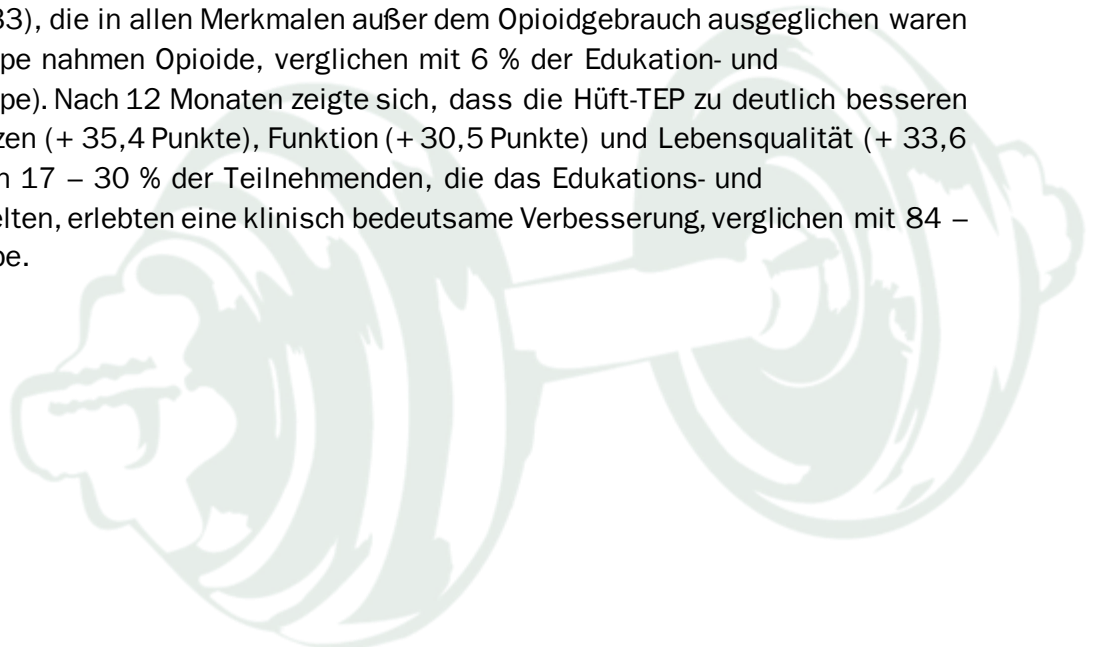 33), die in allen Merkmalen außer dem Opioidgebrauch ausgeglichen waren
pe nahmen Opioide, verglichen mit 6 % der Edukation- und
pe). Nach 12 Monaten zeigte sich, dass die Hüft-TEP zu deutlich besseren
zen (+ 35,4 Punkte), Funktion (+ 30,5 Punkte) und Lebensqualität (+ 33,6
n 17 – 30 % der Teilnehmenden, die das Edukations- und
elten, erlebten eine klinisch bedeutsame Verbesserung, verglichen mit 84 –
pe.